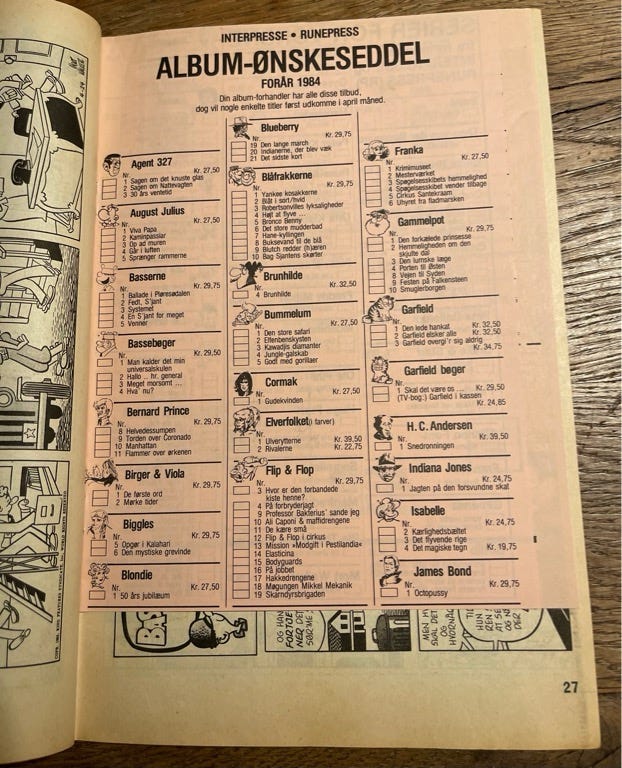 INTERPRESSE • RUNEPRESS
ALBUM-ØNSKESEDDEL
FORÅR 1984
Din album-forhandler har alle disse tilbud,
dog vil nogle enkelte titler først udkomme i april måned.
Agent 327
Nr. Kr. 27,50
1 Sagen om det knuste glas
2 Sagen om Nattevagten
3 30 års ventetid
August Julius
Nr. Kr. 27,50
1 Viva Papa
2 Kaminpassiar
3 Op ad muren
4 Går i luften
5 Sprænger rammerne
Basserne
Nr. Kr. 29,75
1 Ballade i Pløresødalen
2 Fedt, S'jant
3 Systemet
4 En S'jant for meget
5 Venner
Bassebøger
Nr. Kr. 29,50
1 Man kalder det min
universalskulen
2 Hallo .. hr. general
3 Meget morsomt ...
4 Hva' nu?
Bernard Prince
Nr. Kr. 29,75
8 Helvedessumpen
9 Torden over Coronado
10 Manhattan
11 Flammer over ørkenen
Birger & Viola
Nr. Kr. 29,75
1 De første ord
2 Mørke tider
Biggles
Nr. Kr. 29,75
5 Opgør i Kalahari
6 Den mystiske grevinde
Blondie
Nr. Kr. 27,50
1 50 års jubilæum
Blueberry
Nr. Kr. 29,75
19 Den lange march
20 Indianerne, der blev væk
21 Det sidste kort
Blåfrakkerne
Nr. Kr. 29,75
1 Yankee kosakkerne
2 Blåt i sort/hvid
3 Robertsonvilles lyksaligheder
4 Højt at flyve ...
5 Bronco Benny
6 Det store mudderbad
7 Hane-kyllingen
8 Buksevand til de blå
9 Blutch redder (h)æren
10 Bag Sjantens skørter
Brunhilde
Nr. Kr. 32,50
4 Brunhilde
Bummelum
Nr. Kr. 27,50
1 Den store safari
2 Elfenbenskysten
3 Kawadjis diamanter
4 Jungle-galskab
5 Godt med gorillaer
Cormak
Nr. Kr. 27,50
1 Gudekvinden
Elverfolket (i farver)
Nr.
1 Ulverytterne Kr. 39,50
2 Rivalerne Kr. 22,75
Flip & Flop
Nr. Kr. 29,75
3 Hvor er den forbandede
kiste henne?
4 På forbryderjagt
9 Professor Bakterius' sande jeg
10 Ali Caponi & maffidrengene
11 De kære små
12 Flip & Flop i cirkus
13 Mission »Modgift i Pestilandia«
14 Elasticina
15 Bodyguards
16 På jobbet
17 Hakkedrengene
18 Møgungen Mikkel Mekanik
19 Skarndyrsbrigaden
Franka
Nr. Kr. 27,50
1 Krimimuseet
2 Mesterværket
3 Spøgelsesskibets hemmelighed
4 Spøgelsesskibet vender tilbage
5 Cirkus Santekraam
6 Uhyret fra fladmarsken
Gammelpot
Nr. Kr. 29,75
1 Den forkælede prinsesse
2 Hemmeligheden om den
skjulte dal
3 Den lumske læge
4 Porten til Østen
8 Vejen til Syden
9 Festen på Falkensteen
10 Smuglerborgen
Garfield
Nr.
1 Den lede hankat Kr. 32,50
2 Garfield elsker alle Kr. 32,50
3 Garfield overgi'r sig aldrig
Kr. 34,75
Garfield bøger
Nr.
1 Skal det være os ... Kr. 29,50
(TV-bog:) Garfield i kassen
Kr. 24,85
H. C. Andersen
Nr. Kr. 39,50
1 Snedronningen
Indiana Jones
Nr. Kr. 24,75
1 Jagten på den forsvundne skat
Isabelle
Nr. Kr. 24,75
2 Kærlighedsbæltet
3 Det flyvende rige
4 Det magiske tegn Kr. 19,75
James Bond
Nr. Kr. 29,75
1 Octopussy
OG HAN
27